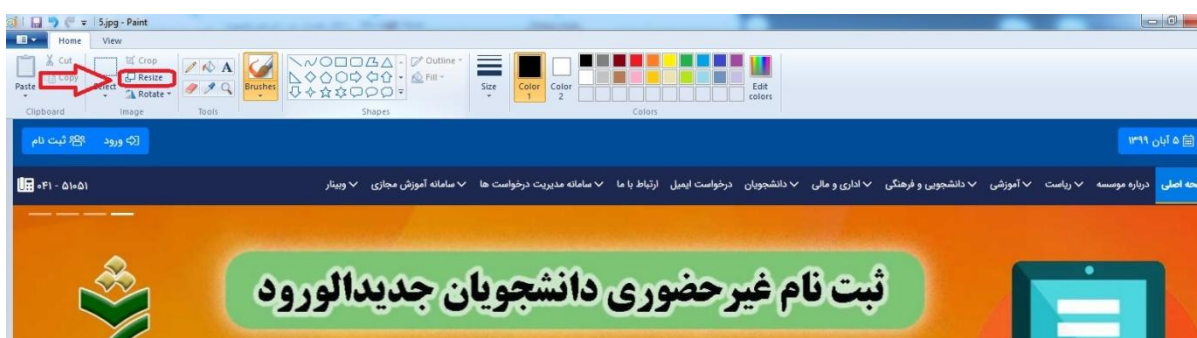 5.jpg - Paint
Home View
Paste Cut Copy Select Crop Resize Rotate A Brushes Outline Fill Size Color 1 Color 2 Edit colors
Clipboard Image Tools Shapes Colors
۵ آبان ۱۳۹۹ ورود ثبت نام
حه اصلی درباره موسسه ریاست آموزشی دانشجویی و فرهنگی اداری و مالی دانشجویان درخواست ایمیل ارتباط با ما سامانه مدیریت درخواست ها سامانه آموزش مجازی وبینار ۰۴۱ - ۵۱۰۵۱
ثبت نام غیرحضوری دانشجویان جدیدالورود